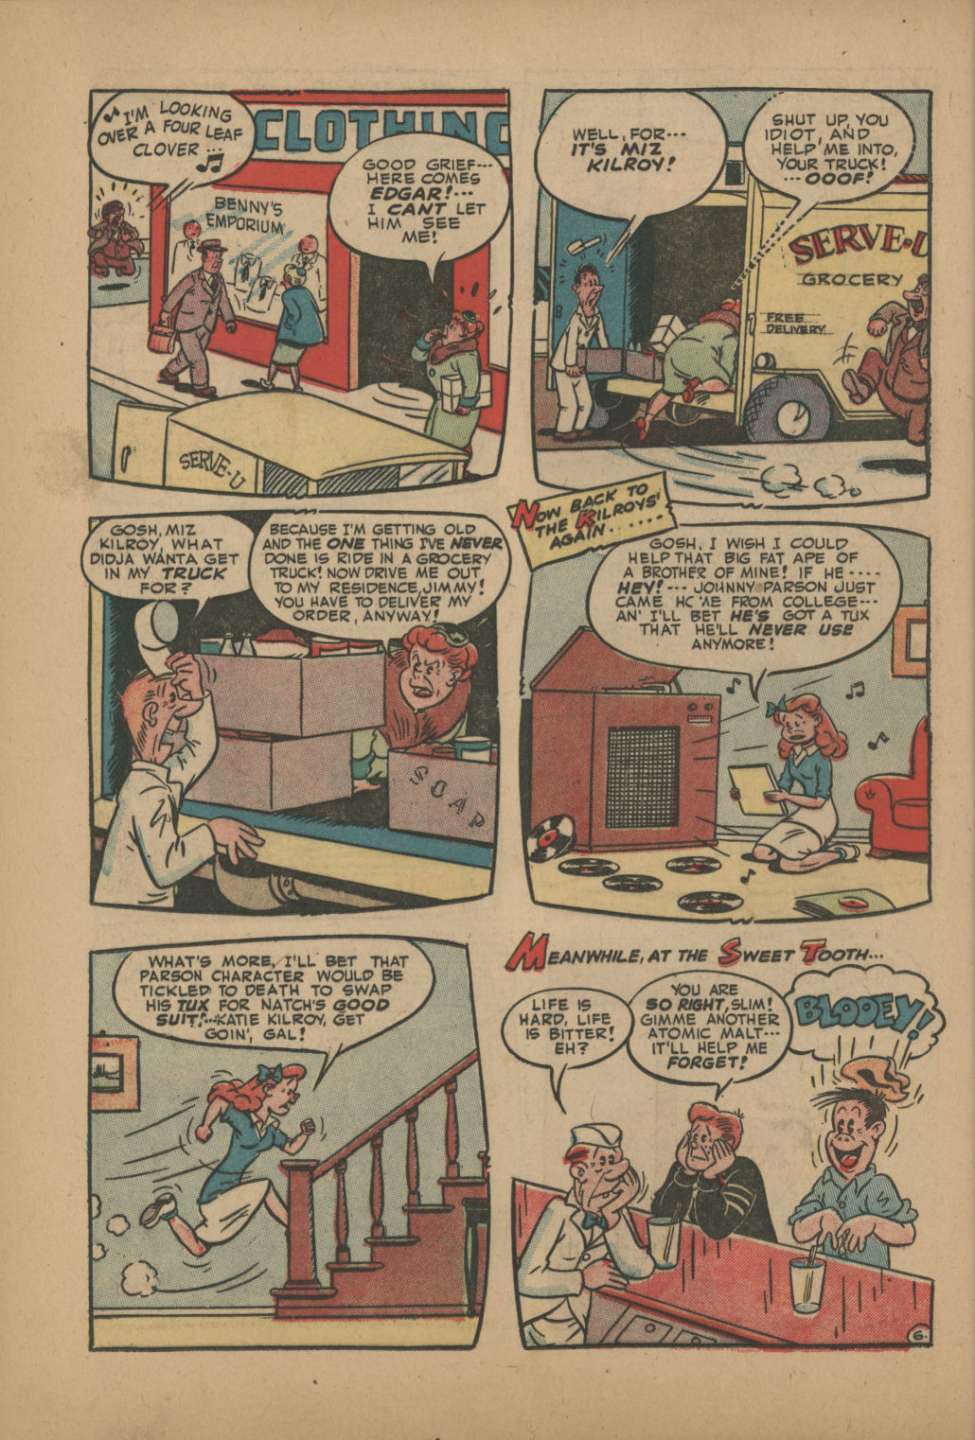 I'M LOOKING
OVER A FOUR LEAF
CLOVER ...
CLOTHING
BENNY'S
EMPORIUM
GOOD GRIEF---
HERE COMES
EDGAR!---
I CANT LET
HIM SEE
ME!
SERVE-U
WELL, FOR---
IT'S MIZ
KILROY!
SHUT UP, YOU
IDIOT, AND
HELP ME INTO,
YOUR TRUCK!
...OOOF!
SERVE-U
GROCERY
FREE
DELIVERY
GOSH, MIZ
KILROY, WHAT
DIDJA WANTA GET
IN MY TRUCK
FOR?
BECAUSE I'M GETTING OLD
AND THE ONE THING I'VE NEVER
DONE IS RIDE IN A GROCERY
TRUCK! NOW DRIVE ME OUT
TO MY RESIDENCE, JIMMY!
YOU HAVE TO DELIVER MY
ORDER, ANYWAY!
SOAP
NOW BACK TO
THE KILROYS'
AGAIN......
GOSH, I WISH I COULD
HELP THAT BIG FAT APE OF
A BROTHER OF MINE! IF HE ----
HEY!--- JOHNNY PARSON JUST
CAME HOME FROM COLLEGE---
AN' I'LL BET HE'S GOT A TUX
THAT HE'LL NEVER USE
ANYMORE!
WHAT'S MORE, I'LL BET THAT
PARSON CHARACTER WOULD BE
TICKLED TO DEATH TO SWAP
HIS TUX FOR NATCH'S GOOD
SUIT!---KATIE KILROY, GET
GOIN', GAL!
MEANWHILE, AT THE SWEET TOOTH...
LIFE IS
HARD, LIFE
IS BITTER!
EH?
YOU ARE
SO RIGHT, SLIM!
GIMME ANOTHER
ATOMIC MALT---
IT'LL HELP ME
FORGET!
BLOOEY!!
6.